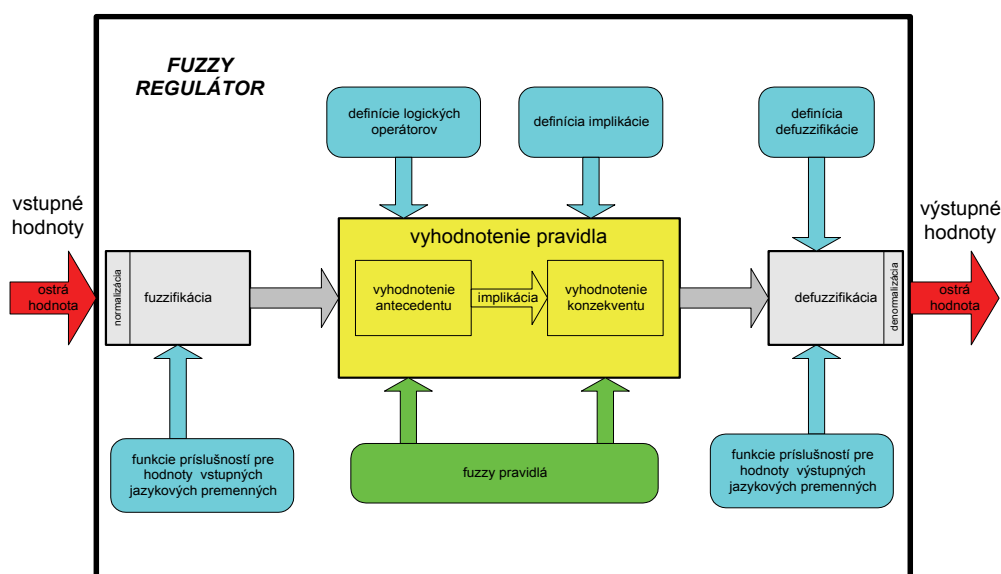 FUZZY
REGULÁTOR
definície logických
operátorov
definícia implikácie
definícia
defuzzifikácie
vstupné
hodnoty
výstupné
hodnoty
vyhodnotenie pravidla
ostrá
hodnota
normalizácia
fuzzifikácia
vyhodnotenie
antecedentu
implikácia
vyhodnotenie
konzekventu
defuzzifikácia
denormalizácia
ostrá
hodnota
funkcie príslušností pre
hodnoty vstupných
jazykových premenných
fuzzy pravidlá
funkcie príslušností pre
hodnoty výstupných
jazykových premenných